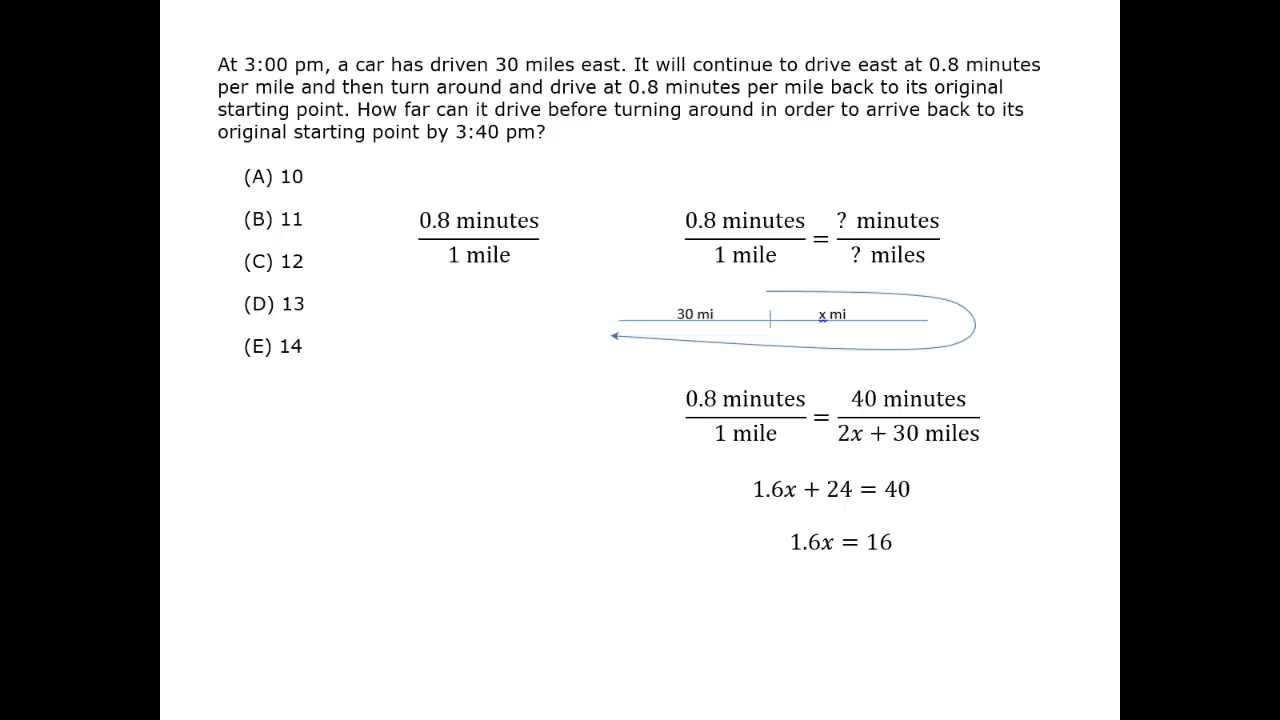 At 3:00 pm, a car has driven 30 miles east. It will continue to drive east at 0.8 minutes
per mile and then turn around and drive at 0.8 minutes per mile back to its original
starting point. How far can it drive before turning around in order to arrive back to its
original starting point by 3:40 pm?
(A) 10
(B) 11
(C) 12
(D) 13
(E) 14
0.8 minutes
1 mile
0.8 minutes / 1 mile = ? minutes / ? miles
30 mi x mi
0.8 minutes / 1 mile = 40 minutes / 2x + 30 miles
1.6x + 24 = 40
1.6x = 16